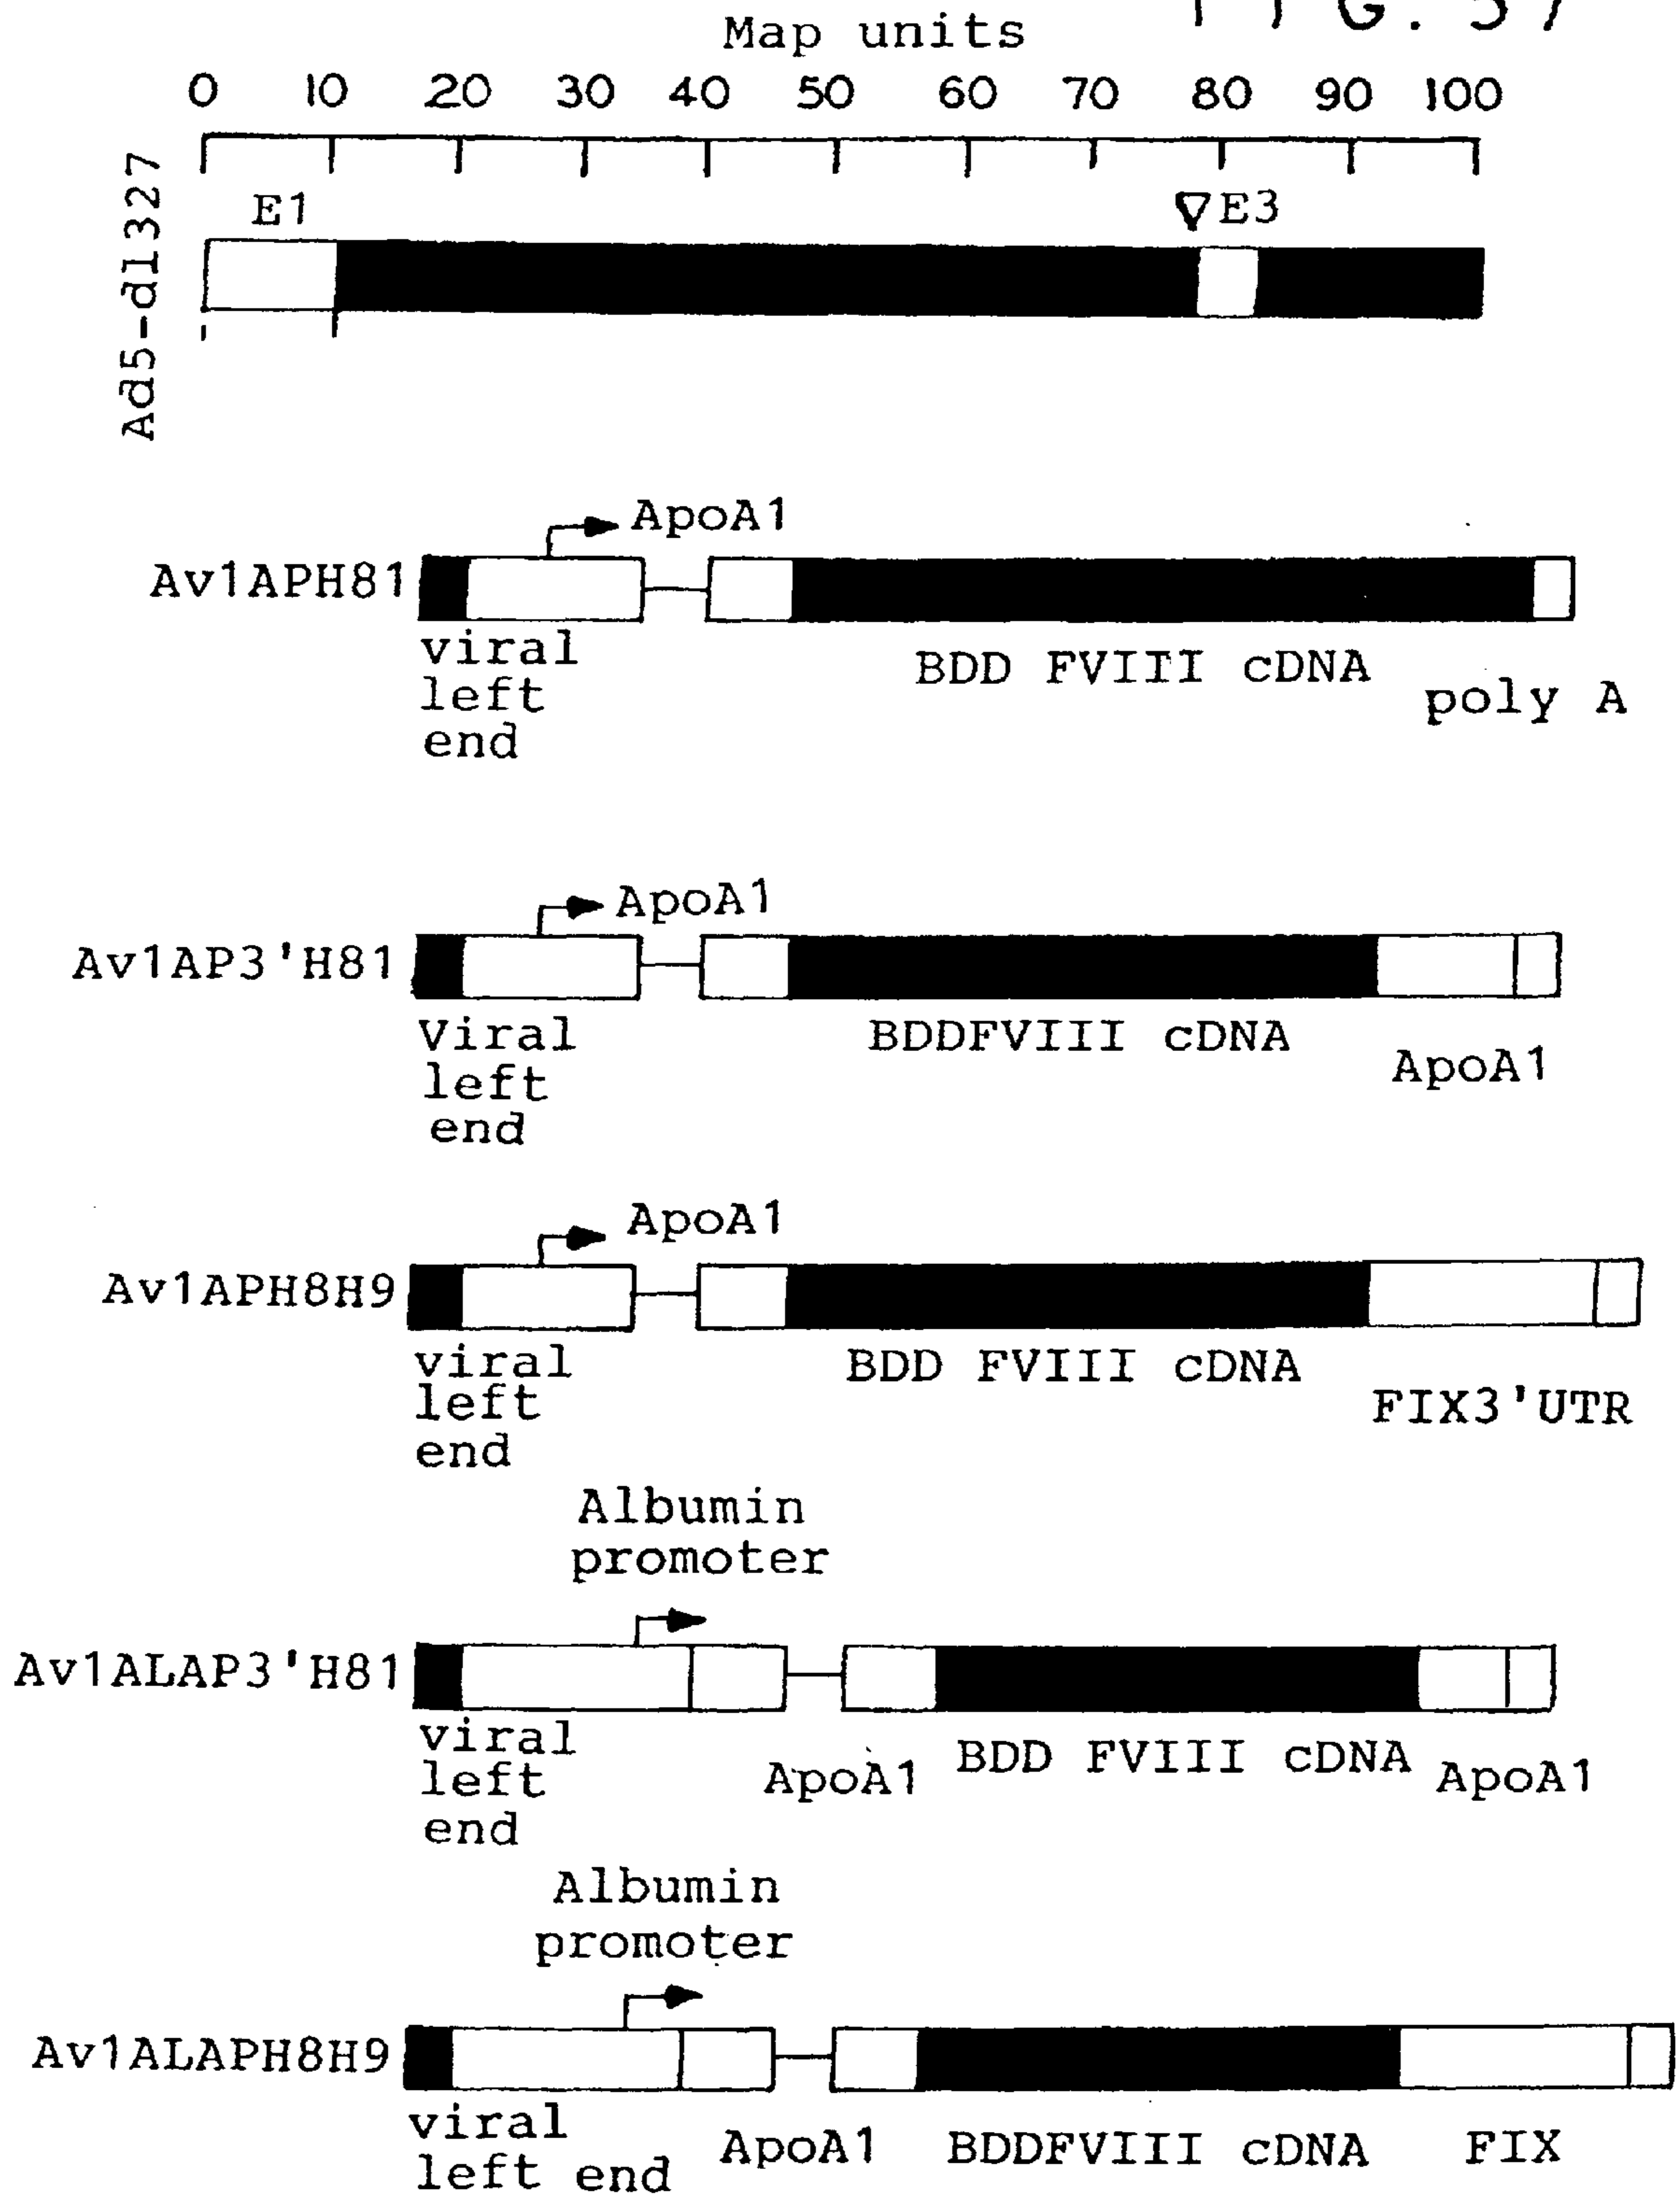 FIG. 57
Map units
0 10 20 30 40 50 60 70 80 90 100
Ad5-dl327
E1
▽E3
ApoA1
Av1APH81
viral
left
end
BDD FVIII cDNA
poly A
ApoA1
Av1AP3'H81
Viral
left
end
BDDFVIII cDNA
ApoA1
ApoA1
Av1APH8H9
viral
left
end
BDD FVIII cDNA
FIX3'UTR
Albumin
promoter
Av1ALAP3'H81
viral
left
end
ApoA1
BDD FVIII cDNA
ApoA1
Albumin
promoter
Av1ALAPH8H9
viral
left end
ApoA1
BDDFVIII cDNA
FIX